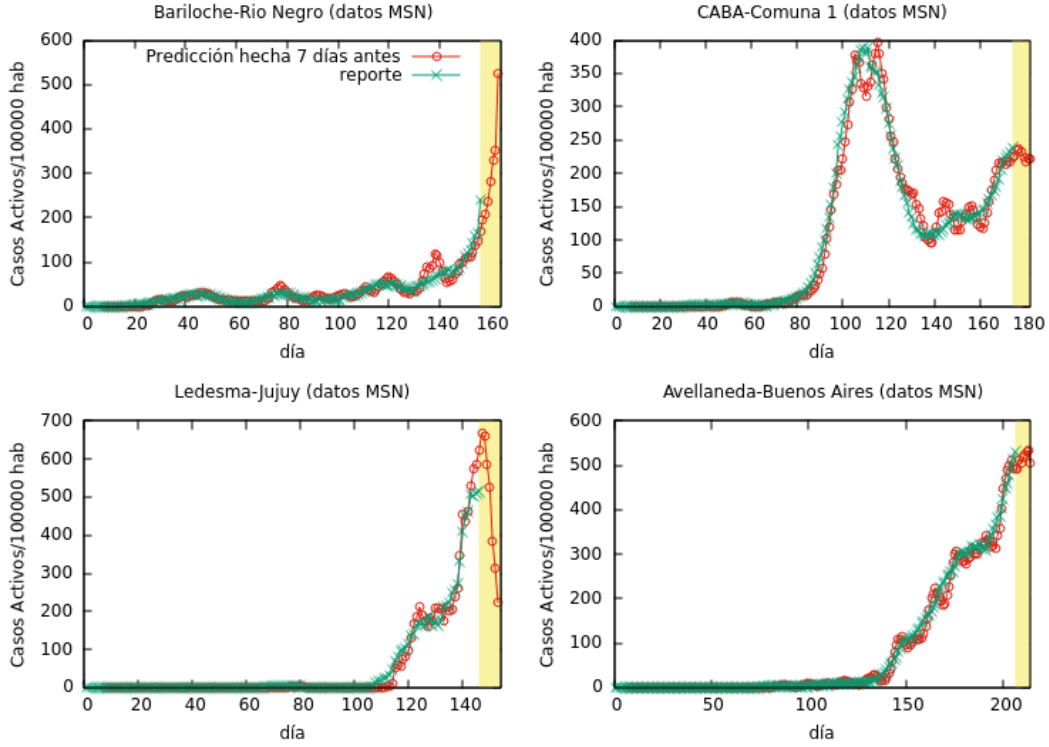 Bariloche-Rio Negro (datos MSN)
600
500
400
300
200
100
0
Casos Activos/100000 hab
Predicción hecha 7 días antes
reporte
0 20 40 60 80 100 120 140 160
día
CABA-Comuna 1 (datos MSN)
400
350
300
250
200
150
100
50
0
Casos Activos/100000 hab
0 20 40 60 80 100 120 140 160 180
día
Ledesma-Jujuy (datos MSN)
700
600
500
400
300
200
100
0
Casos Activos/100000 hab
0 20 40 60 80 100 120 140
día
Avellaneda-Buenos Aires (datos MSN)
600
500
400
300
200
100
0
Casos Activos/100000 hab
0 50 100 150 200
día